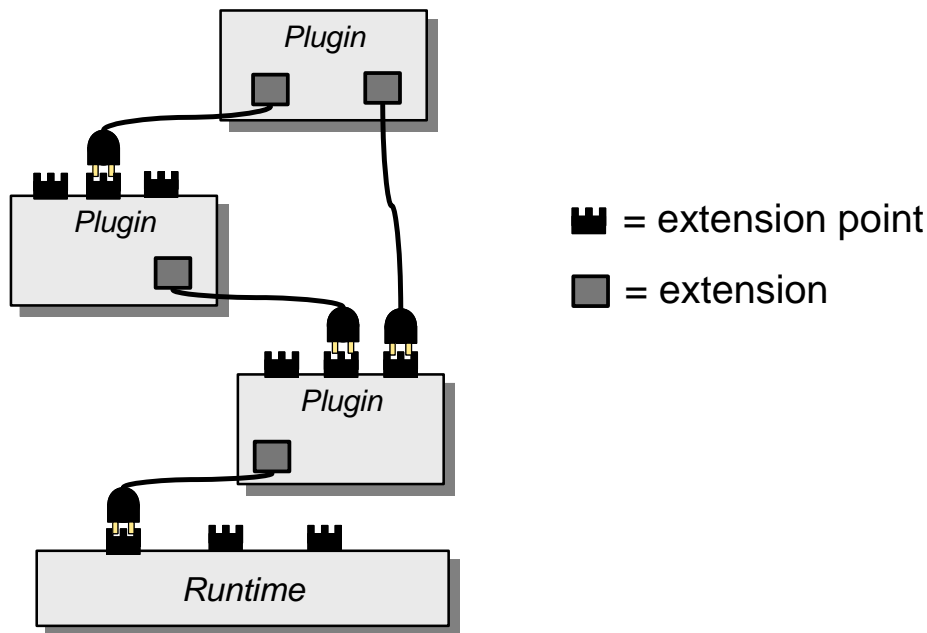 Plugin
Plugin
= extension point
= extension
Plugin
Runtime